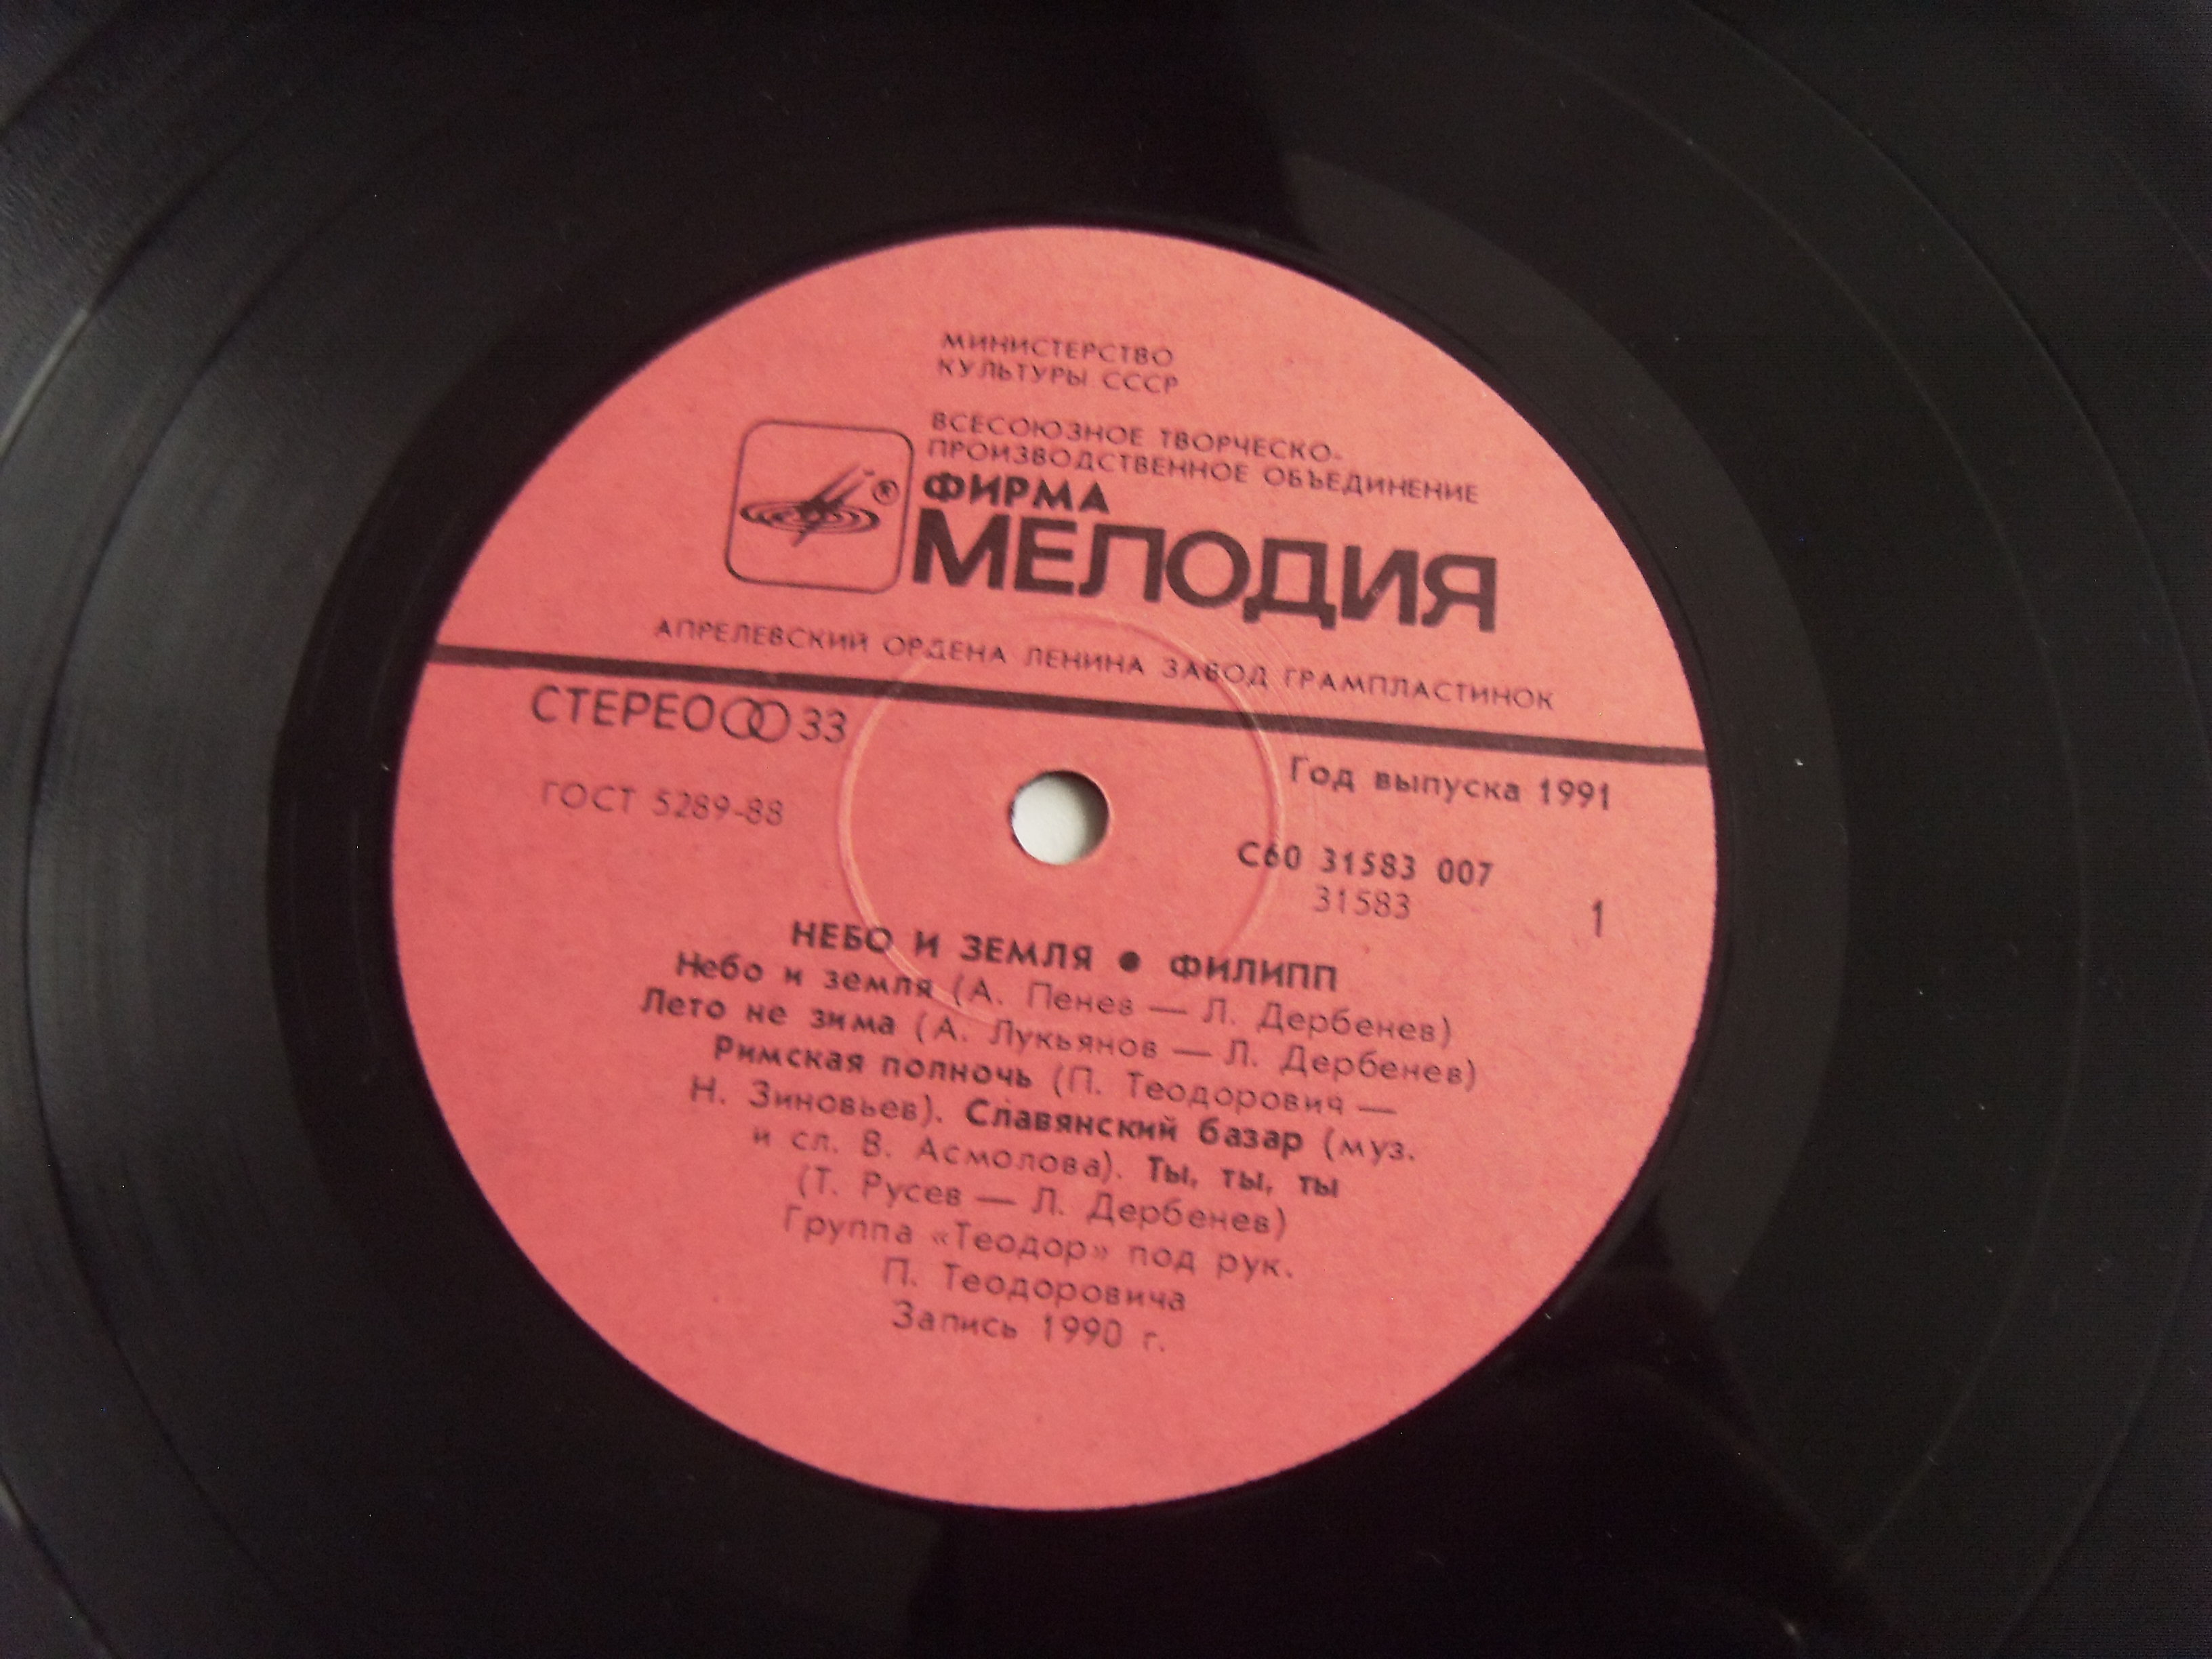 МИНИСТЕРСТВО
КУЛЬТУРЫ СССР
ВСЕСОЮЗНОЕ ТВОРЧЕСКО-
ПРОИЗВОДСТВЕННОЕ ОБЪЕДИНЕНИЕ
®
ФИРМА
МЕЛОДИЯ
АПРЕЛЕВСКИЙ ОРДЕНА ЛЕНИНА ЗАВОД ГРАМПЛАСТИНОК
СТЕРЕО 33
Год выпуска 1991
ГОСТ 5289-88
С60 31583 007
31583
1
НЕБО И ЗЕМЛЯ ● ФИЛИПП
Небо и земля (А. Пенев — Л. Дербенев)
Лето не зима (А. Лукьянов — Л. Дербенев)
Римская полночь (П. Теодорович —
Н. Зиновьев). Славянский базар (муз.
и сл. В. Асмолова). Ты, ты, ты
(Т. Русев — Л. Дербенев)
Группа «Теодор» под рук.
П. Теодоровича
Запись 1990 г.